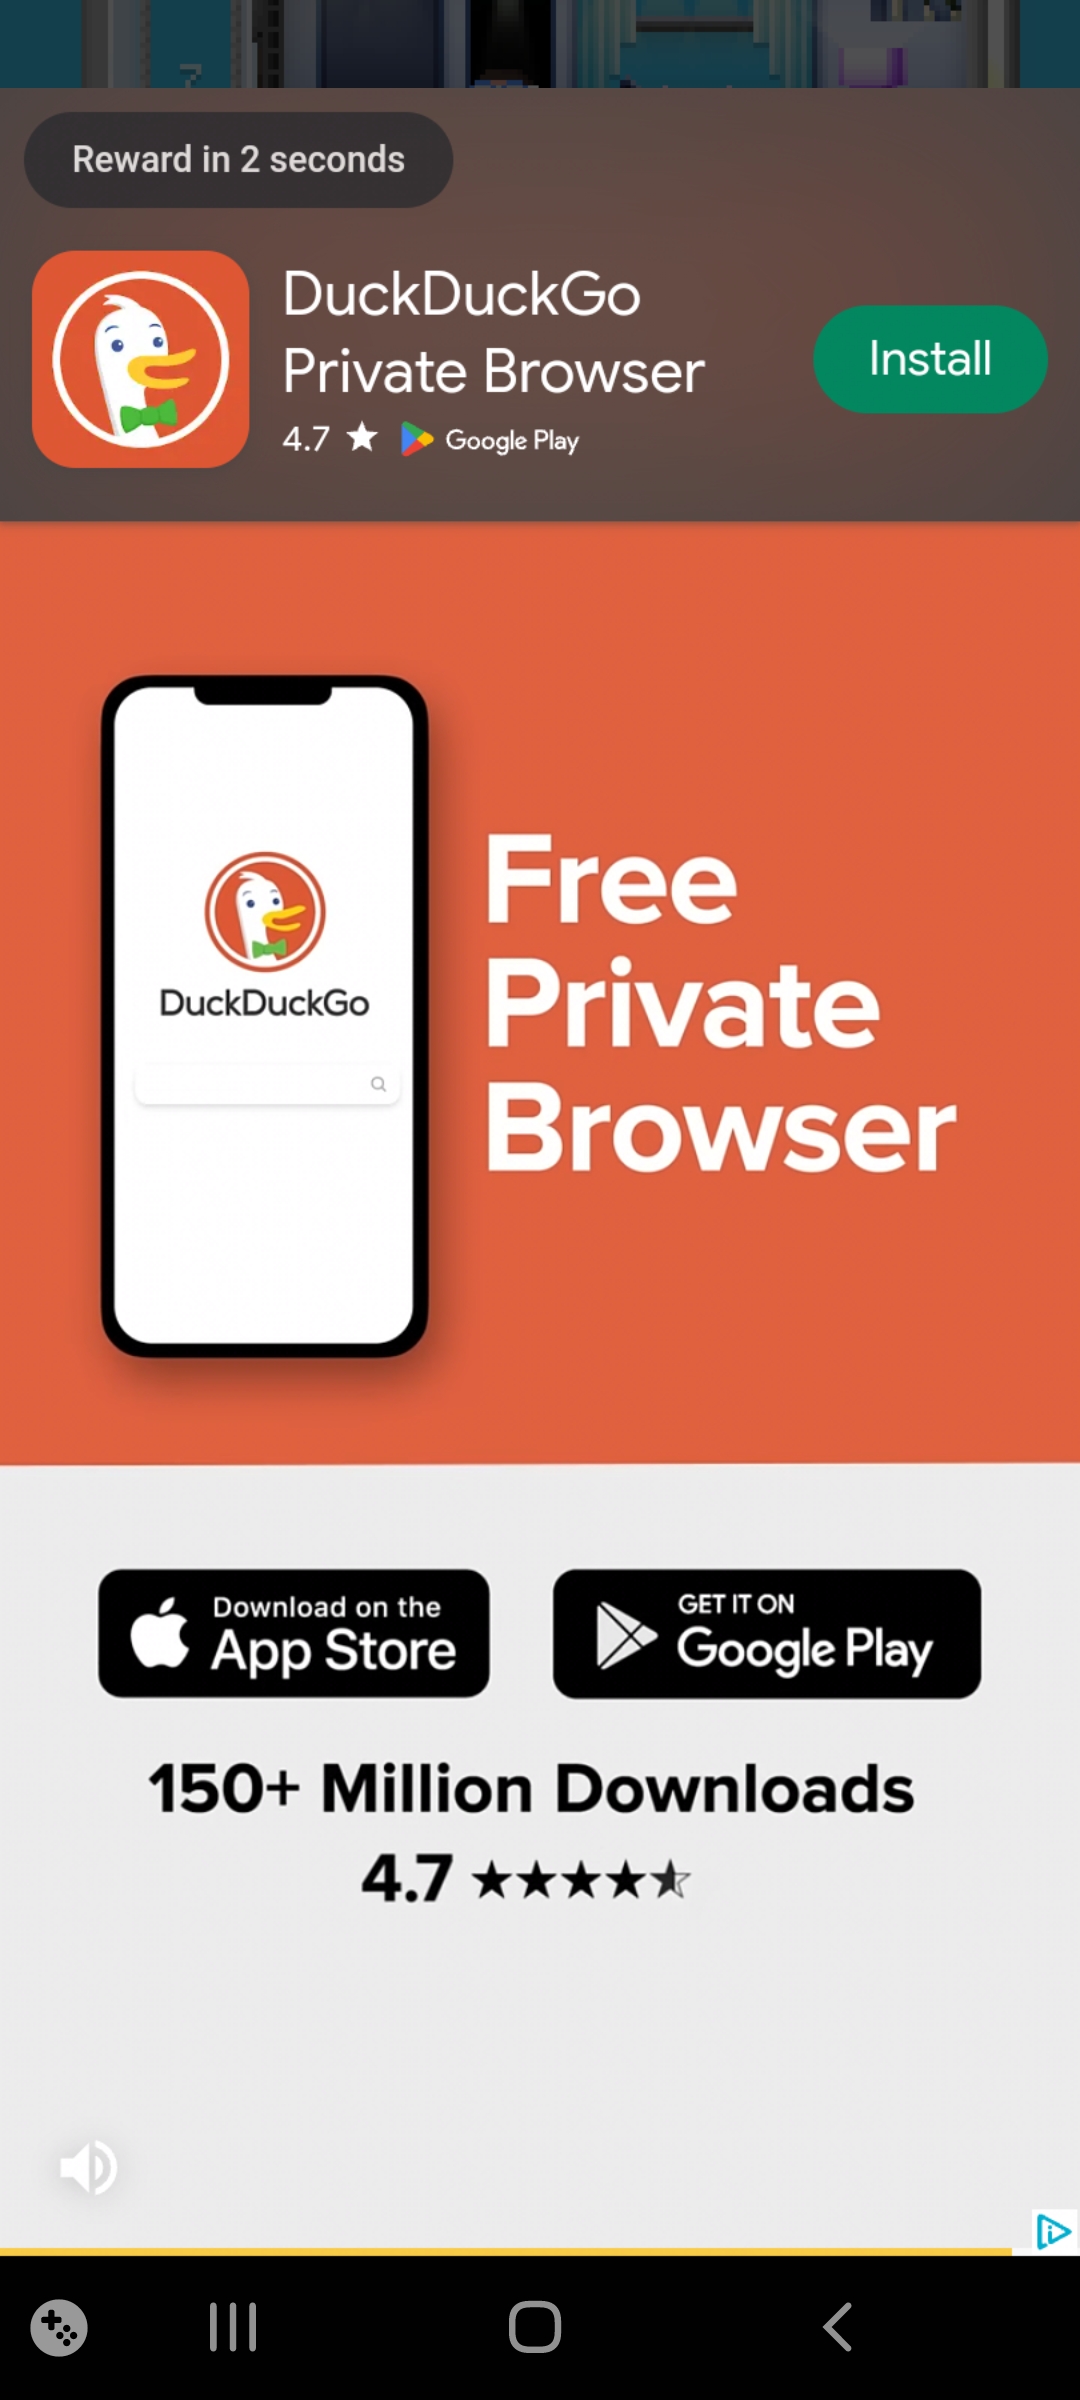 Reward in 2 seconds
DuckDuckGo
Private Browser
4.7 ★ Google Play
Install
DuckDuckGo
Free
Private
Browser
Download on the
App Store
GET IT ON
Google Play
150+ Million Downloads
4.7 ★★★★⯪